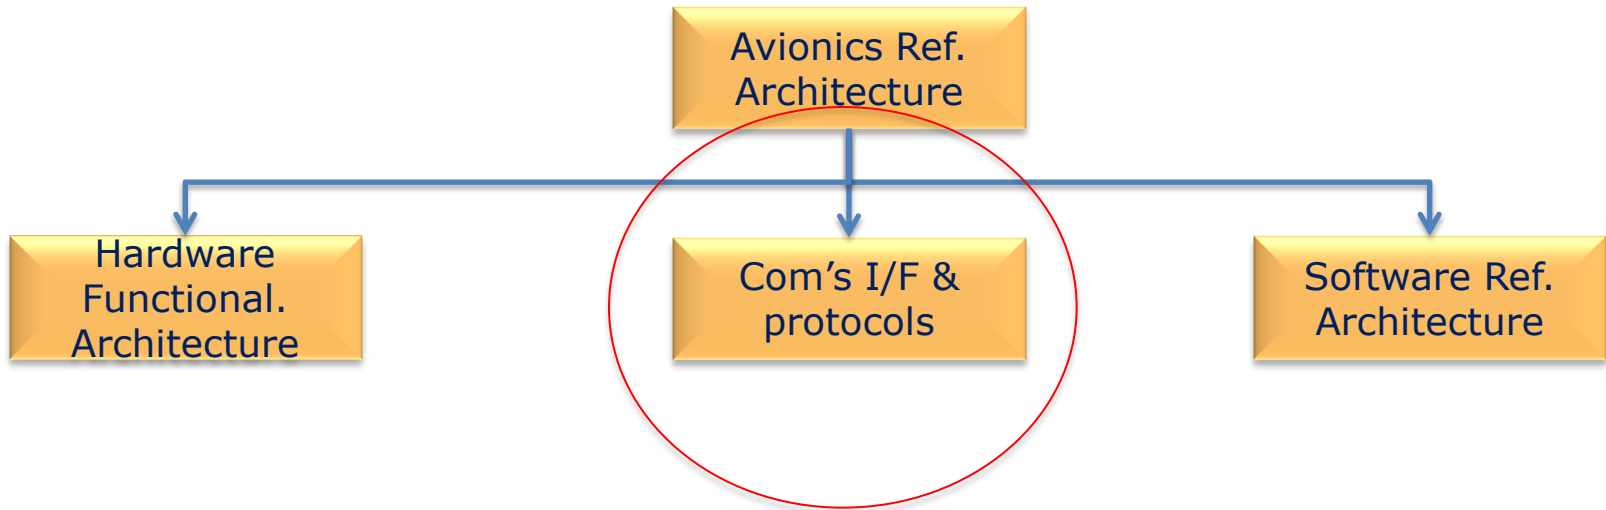 Avionics Ref.
Architecture
Hardware
Functional.
Architecture
Com’s I/F &
protocols
Software Ref.
Architecture